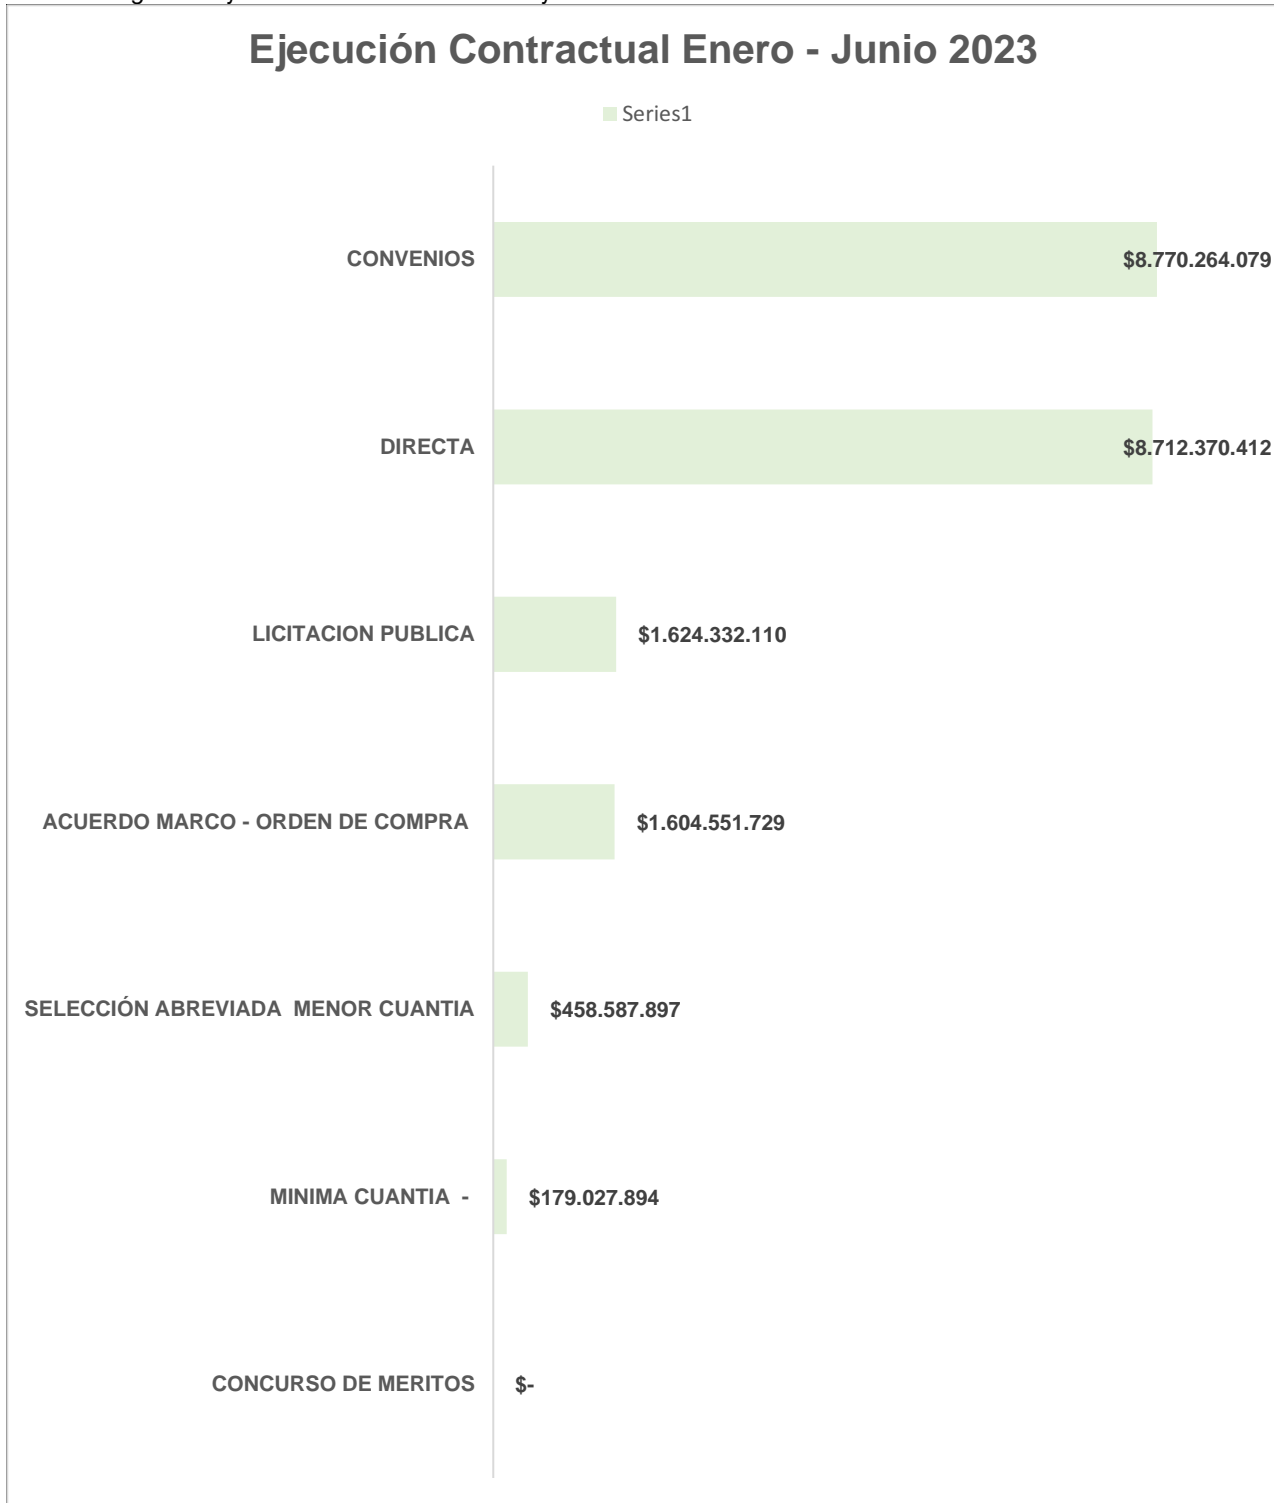 Ejecución Contractual Enero - Junio 2023
Series1
CONVENIOS $8.770.264.079
DIRECTA $8.712.370.412
LICITACION PUBLICA $1.624.332.110
ACUERDO MARCO - ORDEN DE COMPRA $1.604.551.729
SELECCIÓN ABREVIADA  MENOR CUANTIA $458.587.897
MINIMA CUANTIA  - $179.027.894
CONCURSO DE MERITOS $-